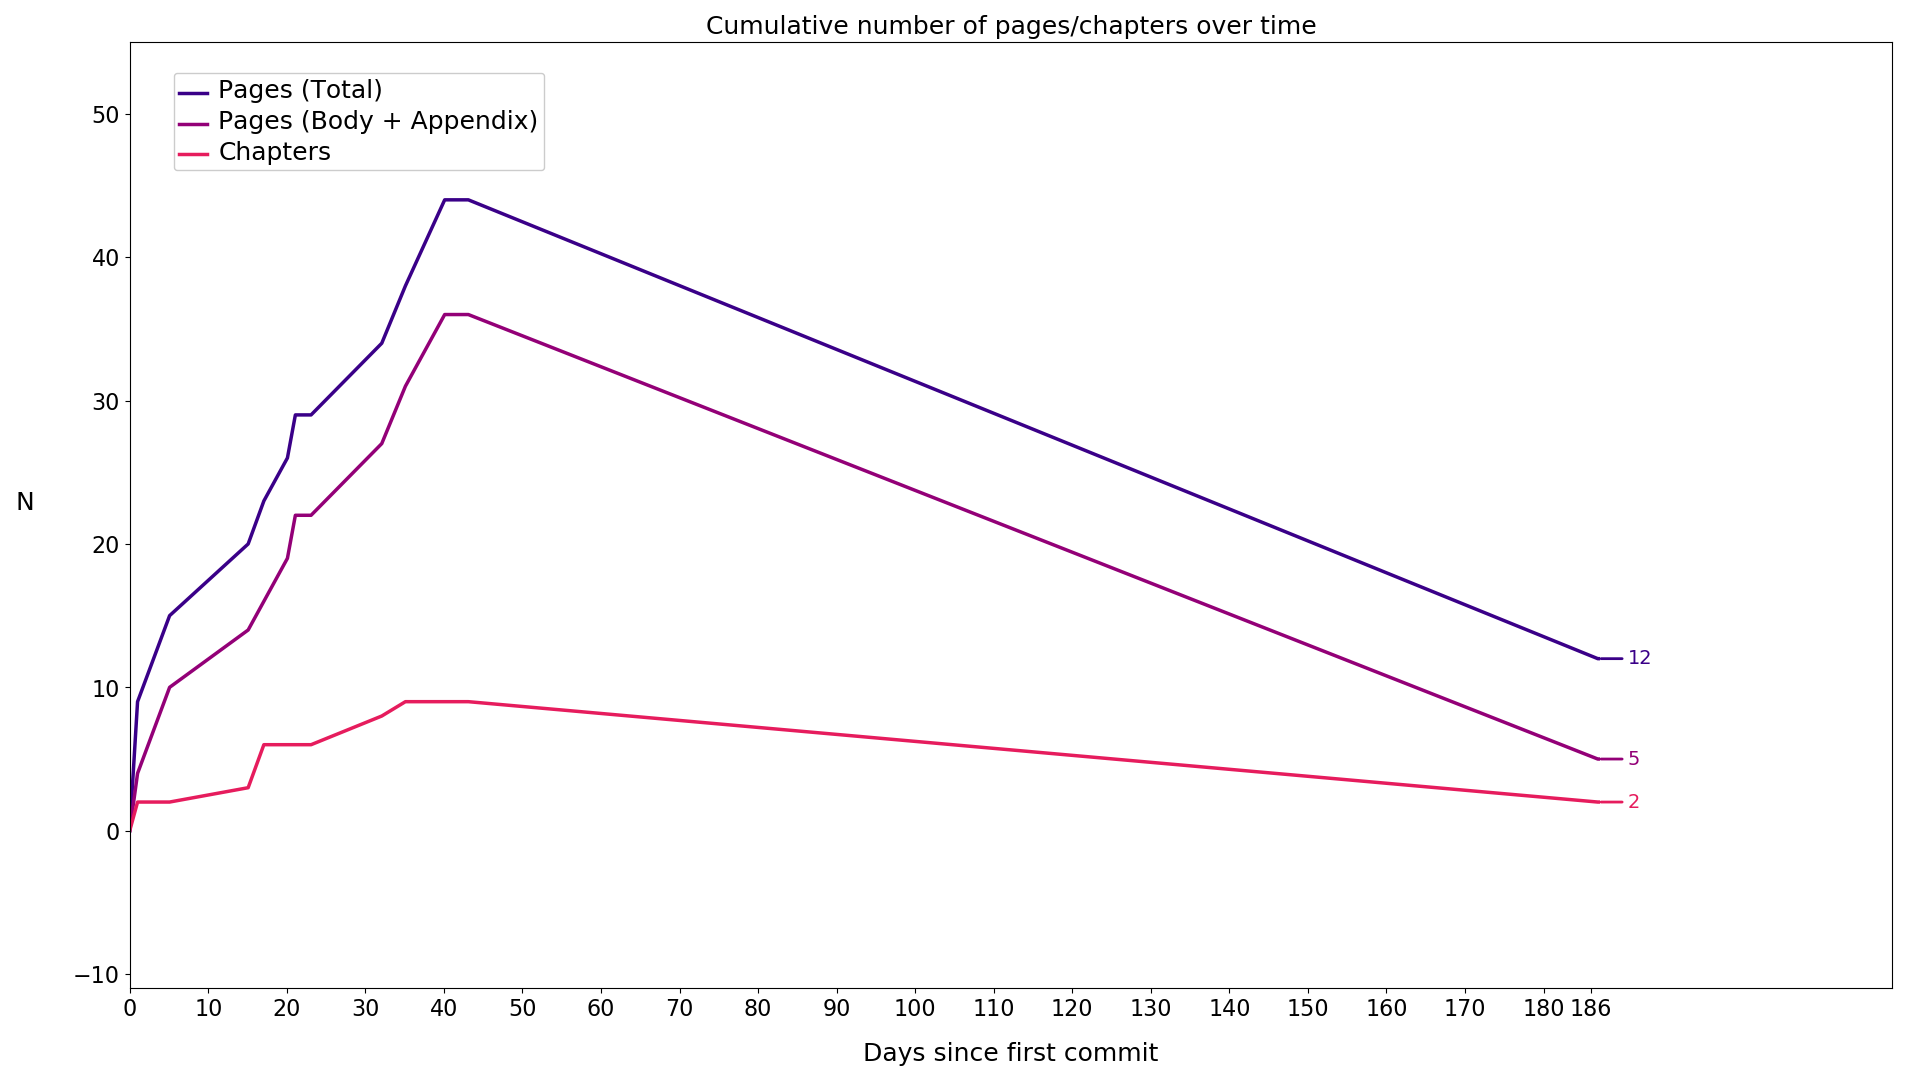 Cumulative number of pages/chapters over time
Pages (Total)
Pages (Body + Appendix)
Chapters
50
40
30
20
10
0
−10
N
12
5
2
0 10 20 30 40 50 60 70 80 90 100 110 120 130 140 150 160 170 180 186
Days since first commit